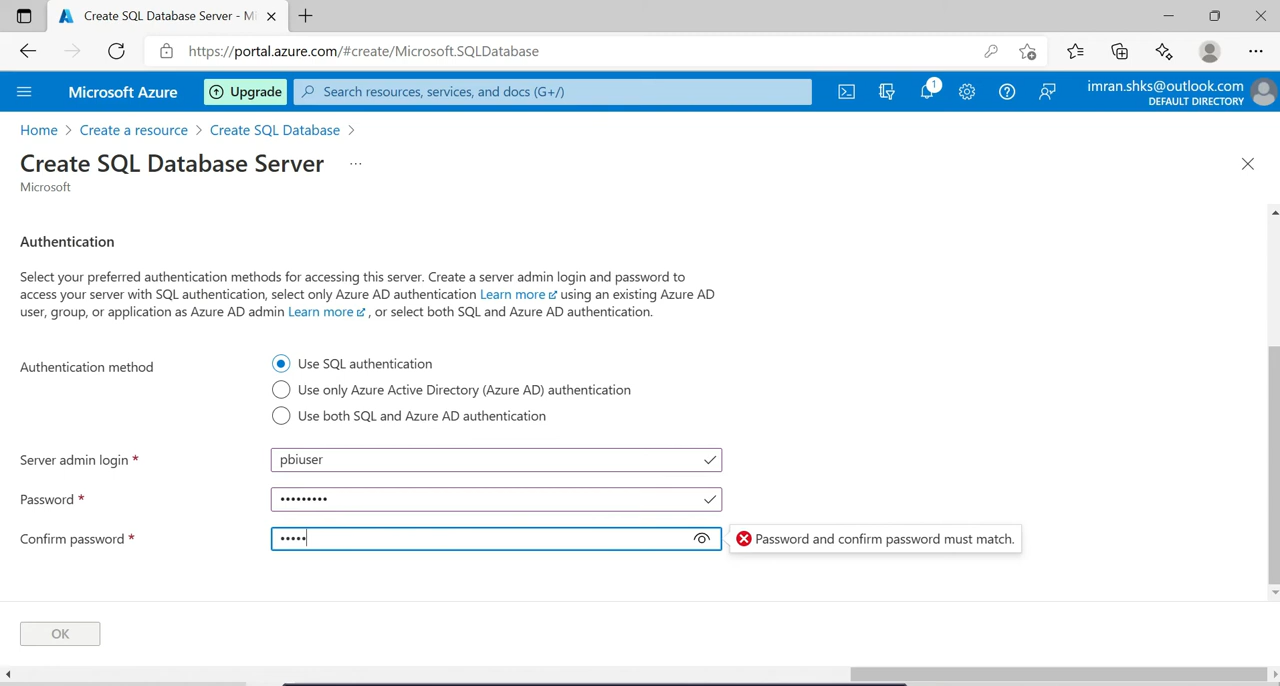 Create SQL Database Server - Mi
https://portal.azure.com/#create/Microsoft.SQLDatabase
Microsoft Azure
Upgrade
Search resources, services, and docs (G+/)
1
imran.shks@outlook.com
DEFAULT DIRECTORY
Home > Create a resource > Create SQL Database >
Create SQL Database Server ...
Microsoft
Authentication
Select your preferred authentication methods for accessing this server. Create a server admin login and password to
access your server with SQL authentication, select only Azure AD authentication Learn more using an existing Azure AD
user, group, or application as Azure AD admin Learn more , or select both SQL and Azure AD authentication.
Authentication method
Use SQL authentication
Use only Azure Active Directory (Azure AD) authentication
Use both SQL and Azure AD authentication
Server admin login *
pbiuser
Password *
•••••••••
Confirm password *
•••••
Password and confirm password must match.
OK